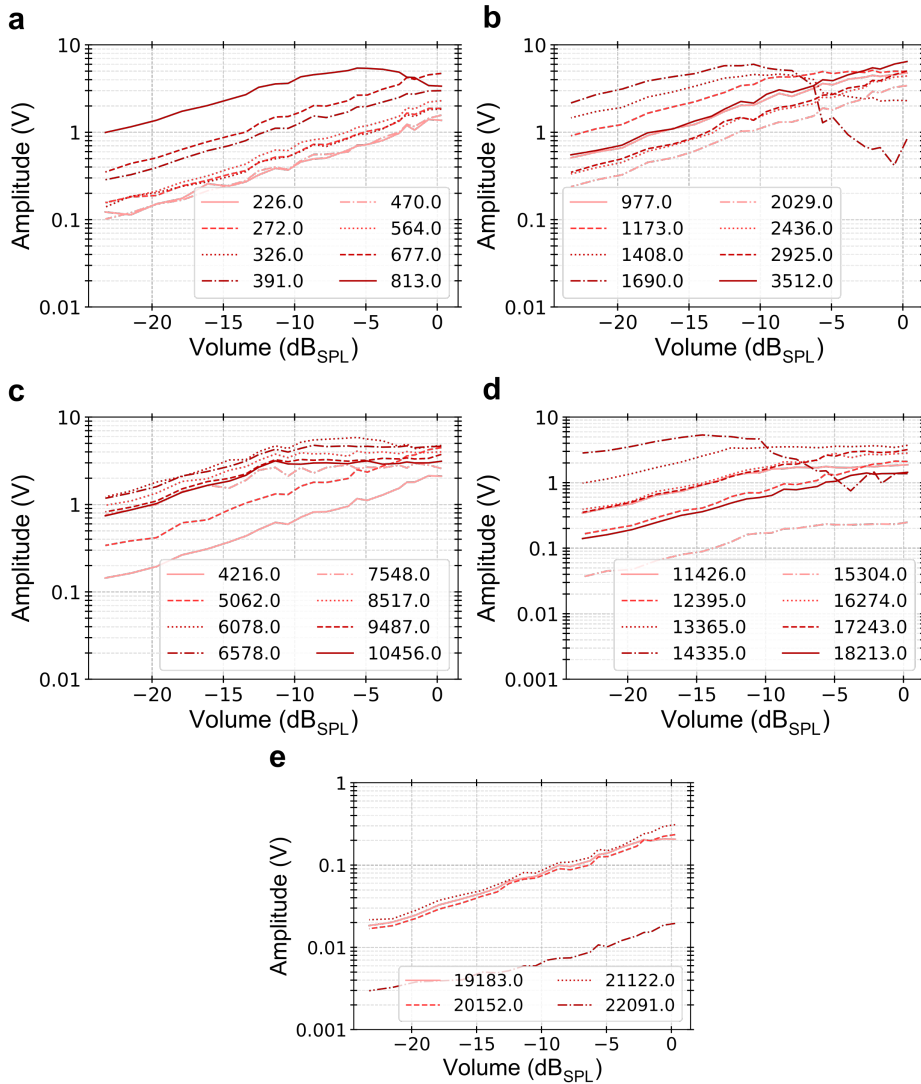 a
10
1
0.1
0.01
Amplitude (V)
226.0 470.0
272.0 564.0
326.0 677.0
391.0 813.0
−20 −15 −10 −5 0
Volume (dBSPL)
b
10
1
0.1
0.01
Amplitude (V)
977.0 2029.0
1173.0 2436.0
1408.0 2925.0
1690.0 3512.0
−20 −15 −10 −5 0
Volume (dBSPL)
c
10
1
0.1
0.01
Amplitude (V)
4216.0 7548.0
5062.0 8517.0
6078.0 9487.0
6578.0 10456.0
−20 −15 −10 −5 0
Volume (dBSPL)
d
10
1
0.1
0.01
0.001
Amplitude (V)
11426.0 15304.0
12395.0 16274.0
13365.0 17243.0
14335.0 18213.0
−20 −15 −10 −5 0
Volume (dBSPL)
e
1
0.1
0.01
0.001
Amplitude (V)
19183.0 21122.0
20152.0 22091.0
−20 −15 −10 −5 0
Volume (dBSPL)